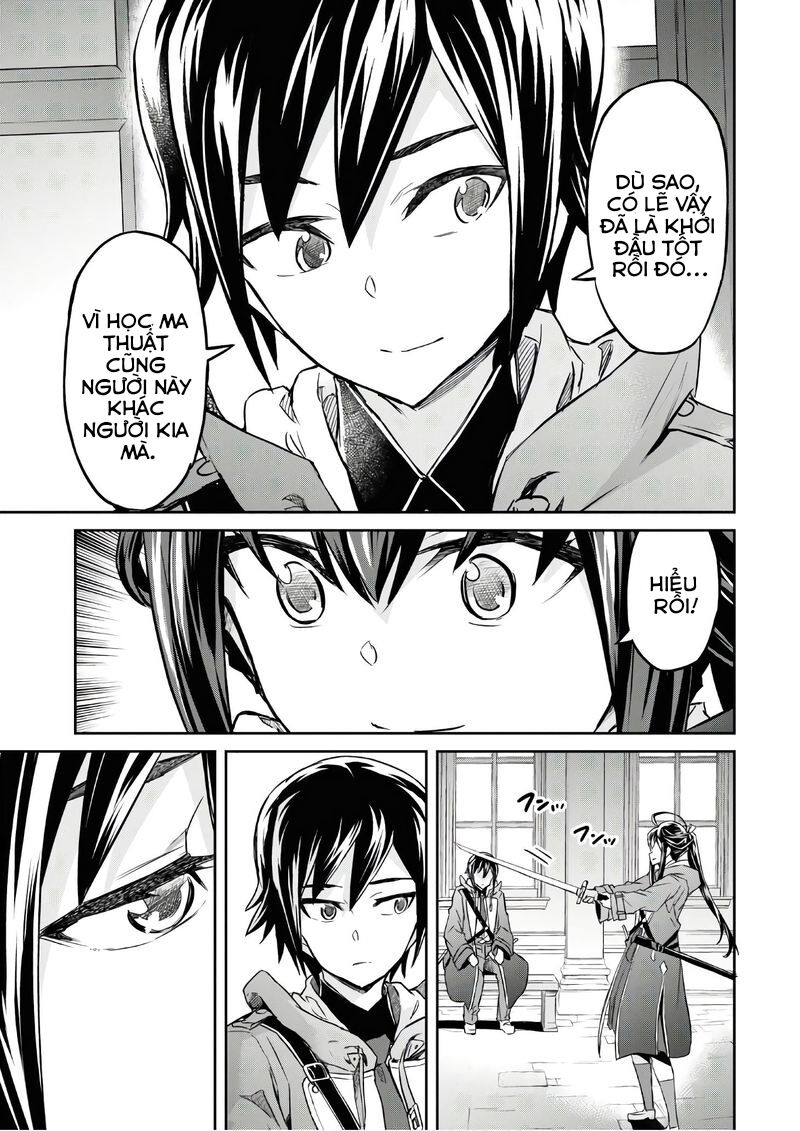 DÙ SAO,
CÓ LẼ VẬY
ĐÃ LÀ KHỞI
ĐẦU TỐT
RỒI ĐÓ...
VÌ HỌC MA
THUẬT
CŨNG
NGƯỜI NÀY
KHÁC
NGƯỜI KIA
MÀ.
HIỂU
RỒI!
フンッ
フンッ